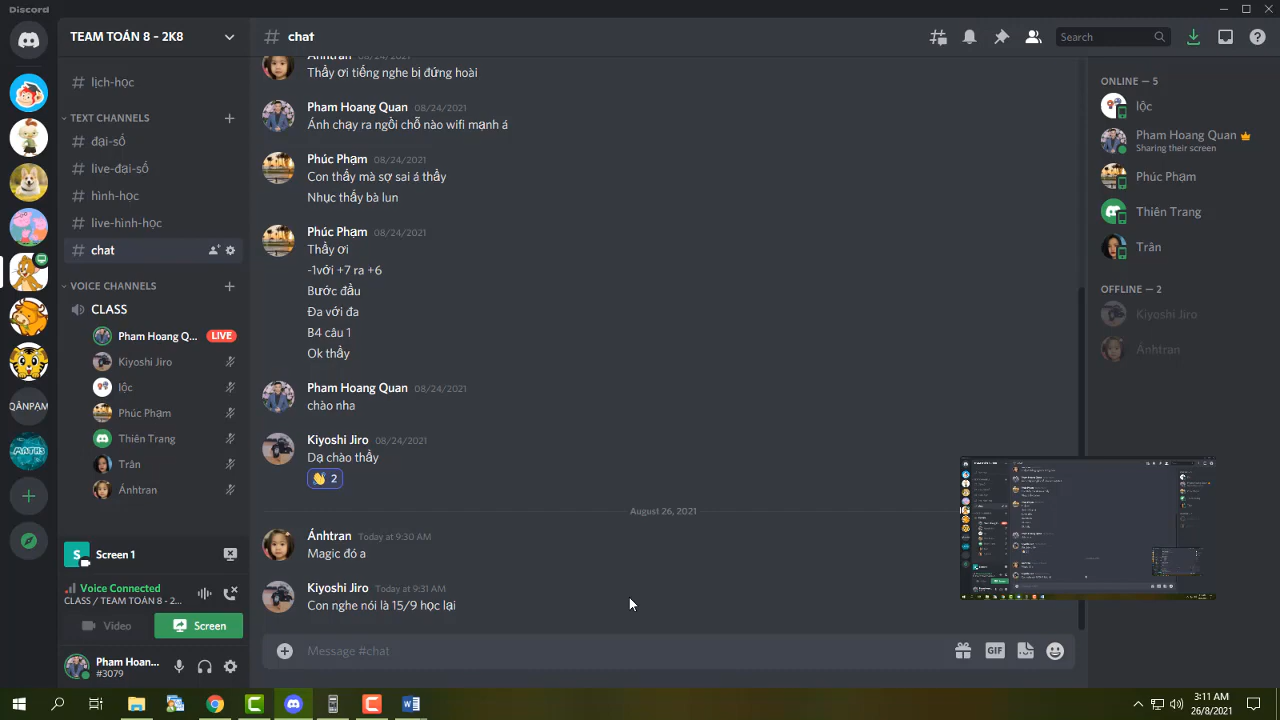 Discord
TEAM TOÁN 8 - 2K8
# lịch-học
TEXT CHANNELS
# đại-số
# live-đại-số
# hình-học
# live-hình-học
# chat
VOICE CHANNELS
CLASS
Pham Hoang Q... LIVE
Kiyoshi Jiro
lộc
Phúc Phạm
Thiên Trang
Trân
Ánhtran
QÂNPẠM
MATHS
S
Screen 1
Voice Connected
CLASS / TEAM TOÁN 8 - 2...
Video
Screen
Pham Hoan...
#3079
# chat
Search
Ánhtran 08/24/2021
Thầy ơi tiếng nghe bị đứng hoài
Pham Hoang Quan 08/24/2021
Ánh chạy ra ngồi chỗ nào wifi mạnh á
Phúc Phạm 08/24/2021
Con thấy mà sợ sai á thầy
Nhục thấy bà lun
Phúc Phạm 08/24/2021
Thầy ơi
-1với +7 ra +6
Bước đầu
Đa với đa
B4 câu 1
Ok thầy
Pham Hoang Quan 08/24/2021
chào nha
Kiyoshi Jiro 08/24/2021
Dạ chào thầy
2
August 26, 2021
Ánhtran Today at 9:30 AM
Magic đó a
Kiyoshi Jiro Today at 9:31 AM
Con nghe nói là 15/9 học lại
Message #chat
GIF
ONLINE — 5
lộc
Pham Hoang Quan
Sharing their screen
Phúc Phạm
Thiên Trang
Trân
OFFLINE — 2
Kiyoshi Jiro
Ánhtran
3:11 AM
26/8/2021